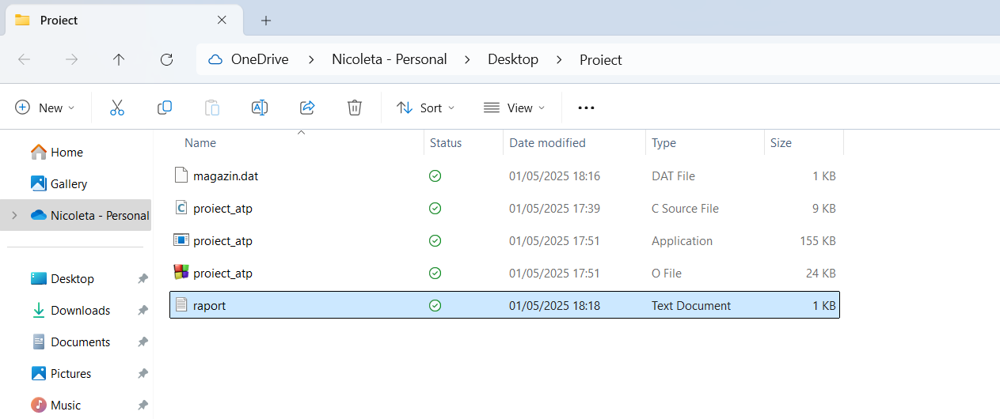 Proiect
OneDrive > Nicoleta - Personal > Desktop > Proiect
New Sort View
Name Status Date modified Type Size
Home
Gallery
Nicoleta - Personal
Desktop
Downloads
Documents
Pictures
Music
magazin.dat 01/05/2025 18:16 DAT File 1 KB
proiect_atp 01/05/2025 17:39 C Source File 9 KB
proiect_atp 01/05/2025 17:51 Application 155 KB
proiect_atp 01/05/2025 17:51 O File 24 KB
raport 01/05/2025 18:18 Text Document 1 KB